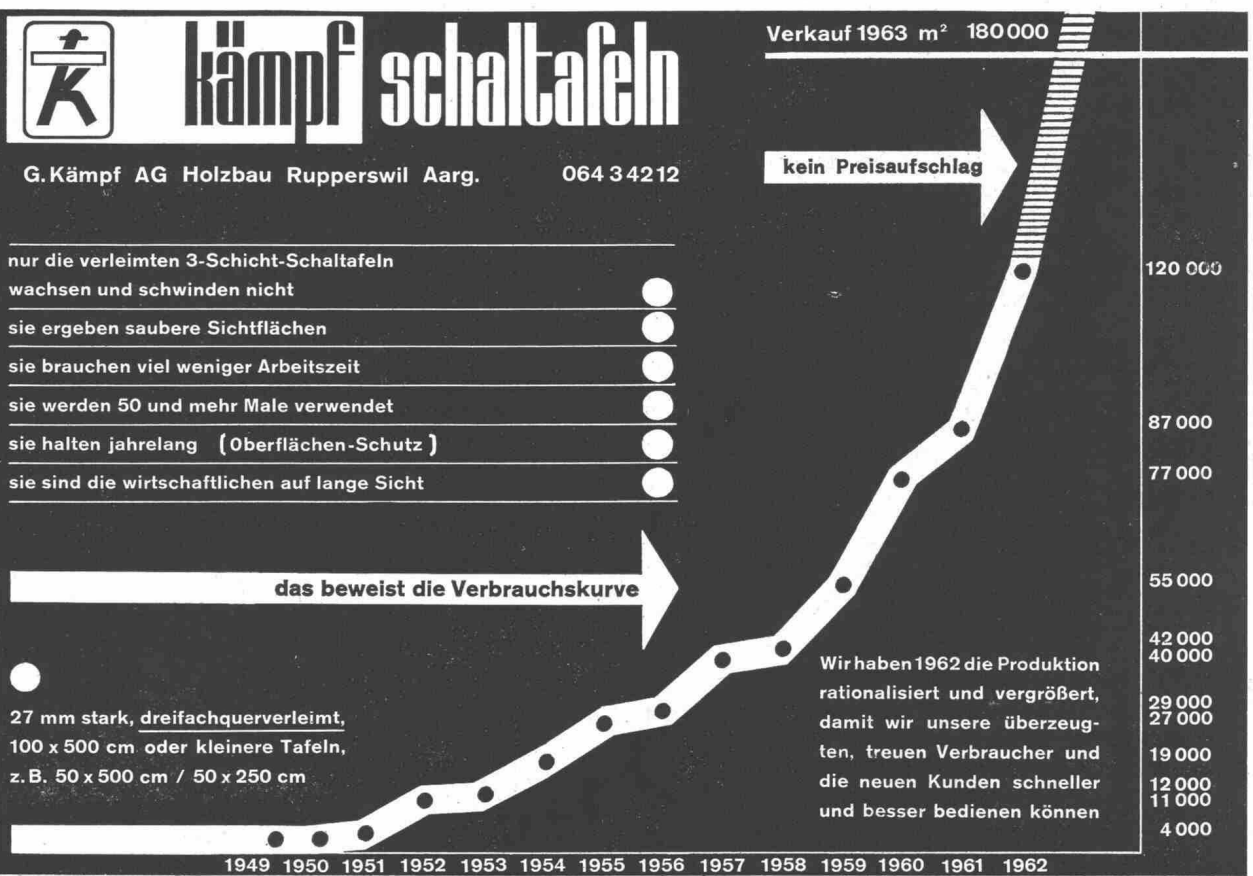 kämpf schaltafeln
G. Kämpf AG Holzbau Rupperswil Aarg. 064 3 42 12
nur die verleimten 3-Schicht-Schaltafeln
wachsen und schwinden nicht
sie ergeben saubere Sichtflächen
sie brauchen viel weniger Arbeitszeit
sie werden 50 und mehr Male verwendet
sie halten jahrelang (Oberflächen-Schutz)
sie sind die wirtschaftlichen auf lange Sicht
das beweist die Verbrauchskurve
27 mm stark, dreifachquerverleimt,
100 x 500 cm oder kleinere Tafeln,
z. B. 50 x 500 cm / 50 x 250 cm
Verkauf 1963 m² 180 000
kein Preisaufschlag
120 000
87 000
77 000
55 000
42 000
40 000
29 000
27 000
19 000
12 000
11 000
4 000
Wir haben 1962 die Produktion
rationalisiert und vergrößert,
damit wir unsere überzeug-
ten, treuen Verbraucher und
die neuen Kunden schneller
und besser bedienen können
1949 1950 1951 1952 1953 1954 1955 1956 1957 1958 1959 1960 1961 1962